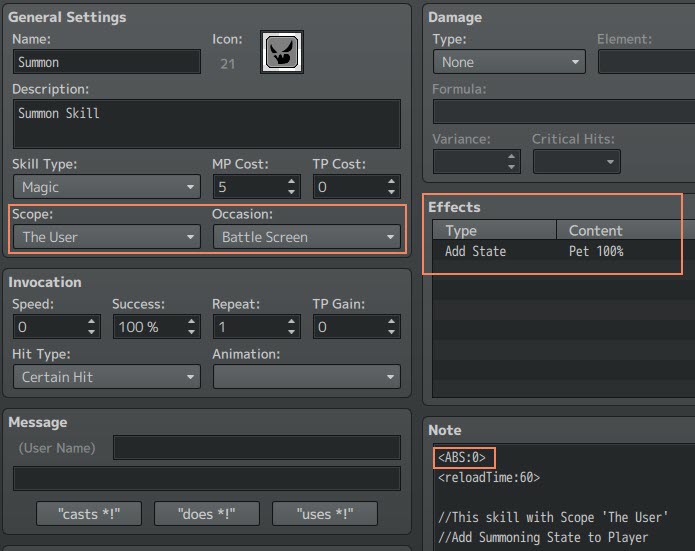 General Settings
Name:
Icon:
Summon
21
Description:
Summon Skill
Skill Type:
MP Cost:
TP Cost:
Magic
5
0
Scope:
Occasion:
The User
Battle Screen
Invocation
Speed:
Success:
Repeat:
TP Gain:
0
100 %
1
0
Hit Type:
Animation:
Certain Hit
Message
(User Name)
"casts *!"
"does *!"
"uses *!"
Damage
Type:
Element:
None
Formula:
Variance:
Critical Hits:
Effects
Type
Content
Add State
Pet 100%
Note
<ABS:0>
<reloadTime:60>
//This skill with Scope 'The User'
//Add Summoning State to Player